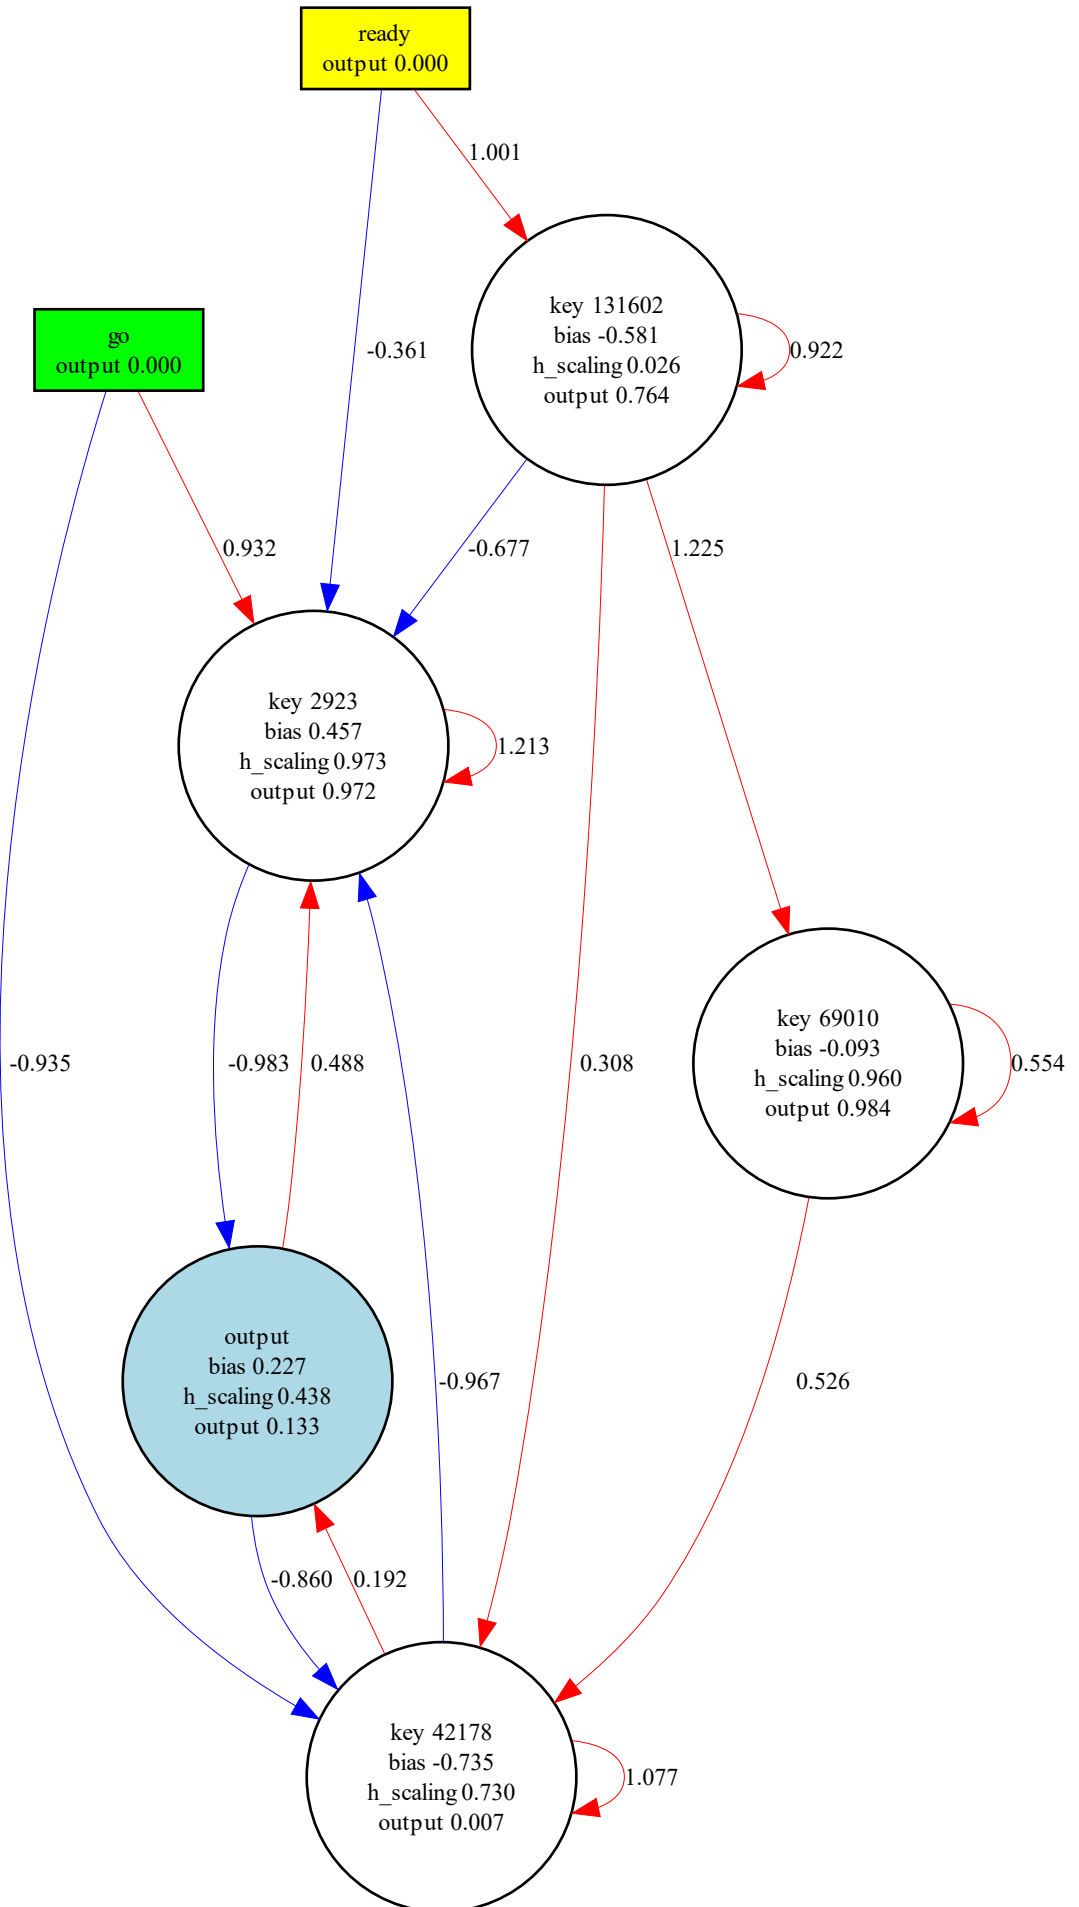 ready
output 0.000
1.001
key 131602
bias -0.581
h_scaling 0.026
output 0.764
0.922
go
output 0.000
-0.361
0.932
-0.677
1.225
key 2923
bias 0.457
h_scaling 0.973
output 0.972
1.213
key 69010
bias -0.093
h_scaling 0.960
output 0.984
0.554
-0.935
-0.983
0.488
0.308
output
bias 0.227
h_scaling 0.438
output 0.133
-0.967
0.526
-0.860
0.192
key 42178
bias -0.735
h_scaling 0.730
output 0.007
1.077